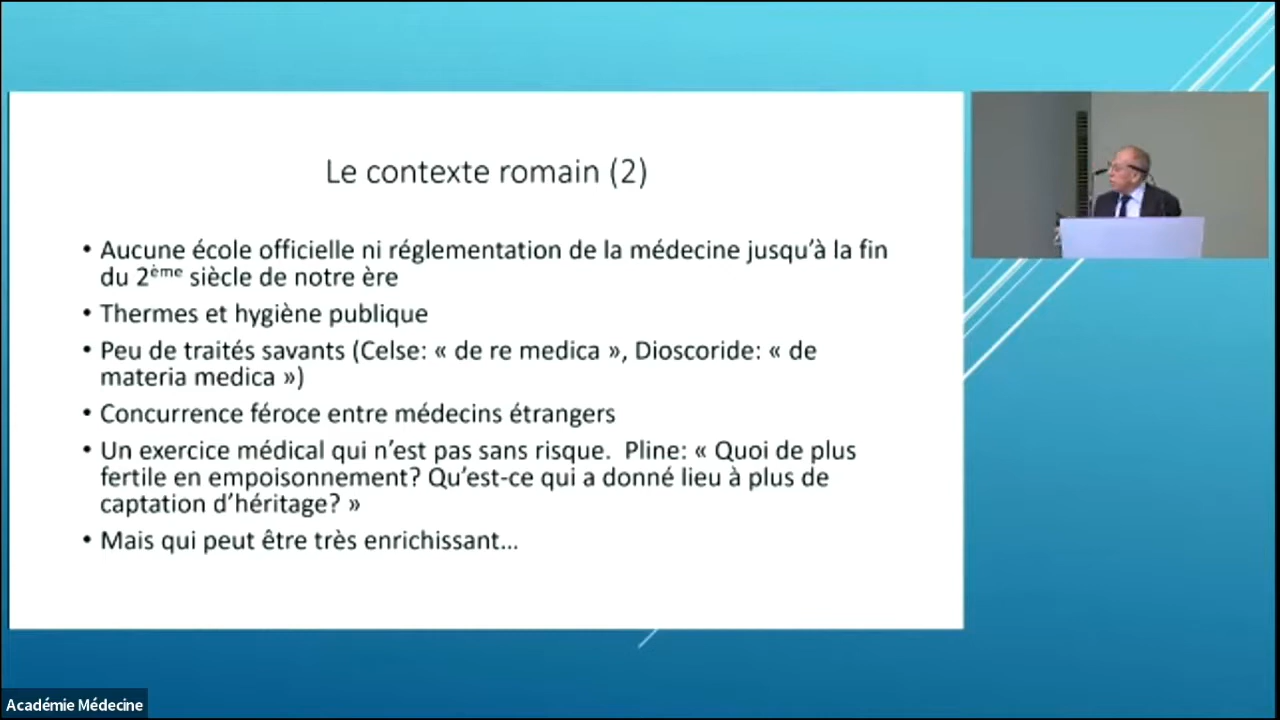 Le contexte romain (2)
• Aucune école officielle ni réglementation de la médecine jusqu'à la fin
du 2ème siècle de notre ère
• Thermes et hygiène publique
• Peu de traités savants (Celse: « de re medica », Dioscoride: « de
materia medica »)
• Concurrence féroce entre médecins étrangers
• Un exercice médical qui n'est pas sans risque.  Pline: « Quoi de plus
fertile en empoisonnement? Qu'est-ce qui a donné lieu à plus de
captation d'héritage? »
• Mais qui peut être très enrichissant…
Académie Médecine